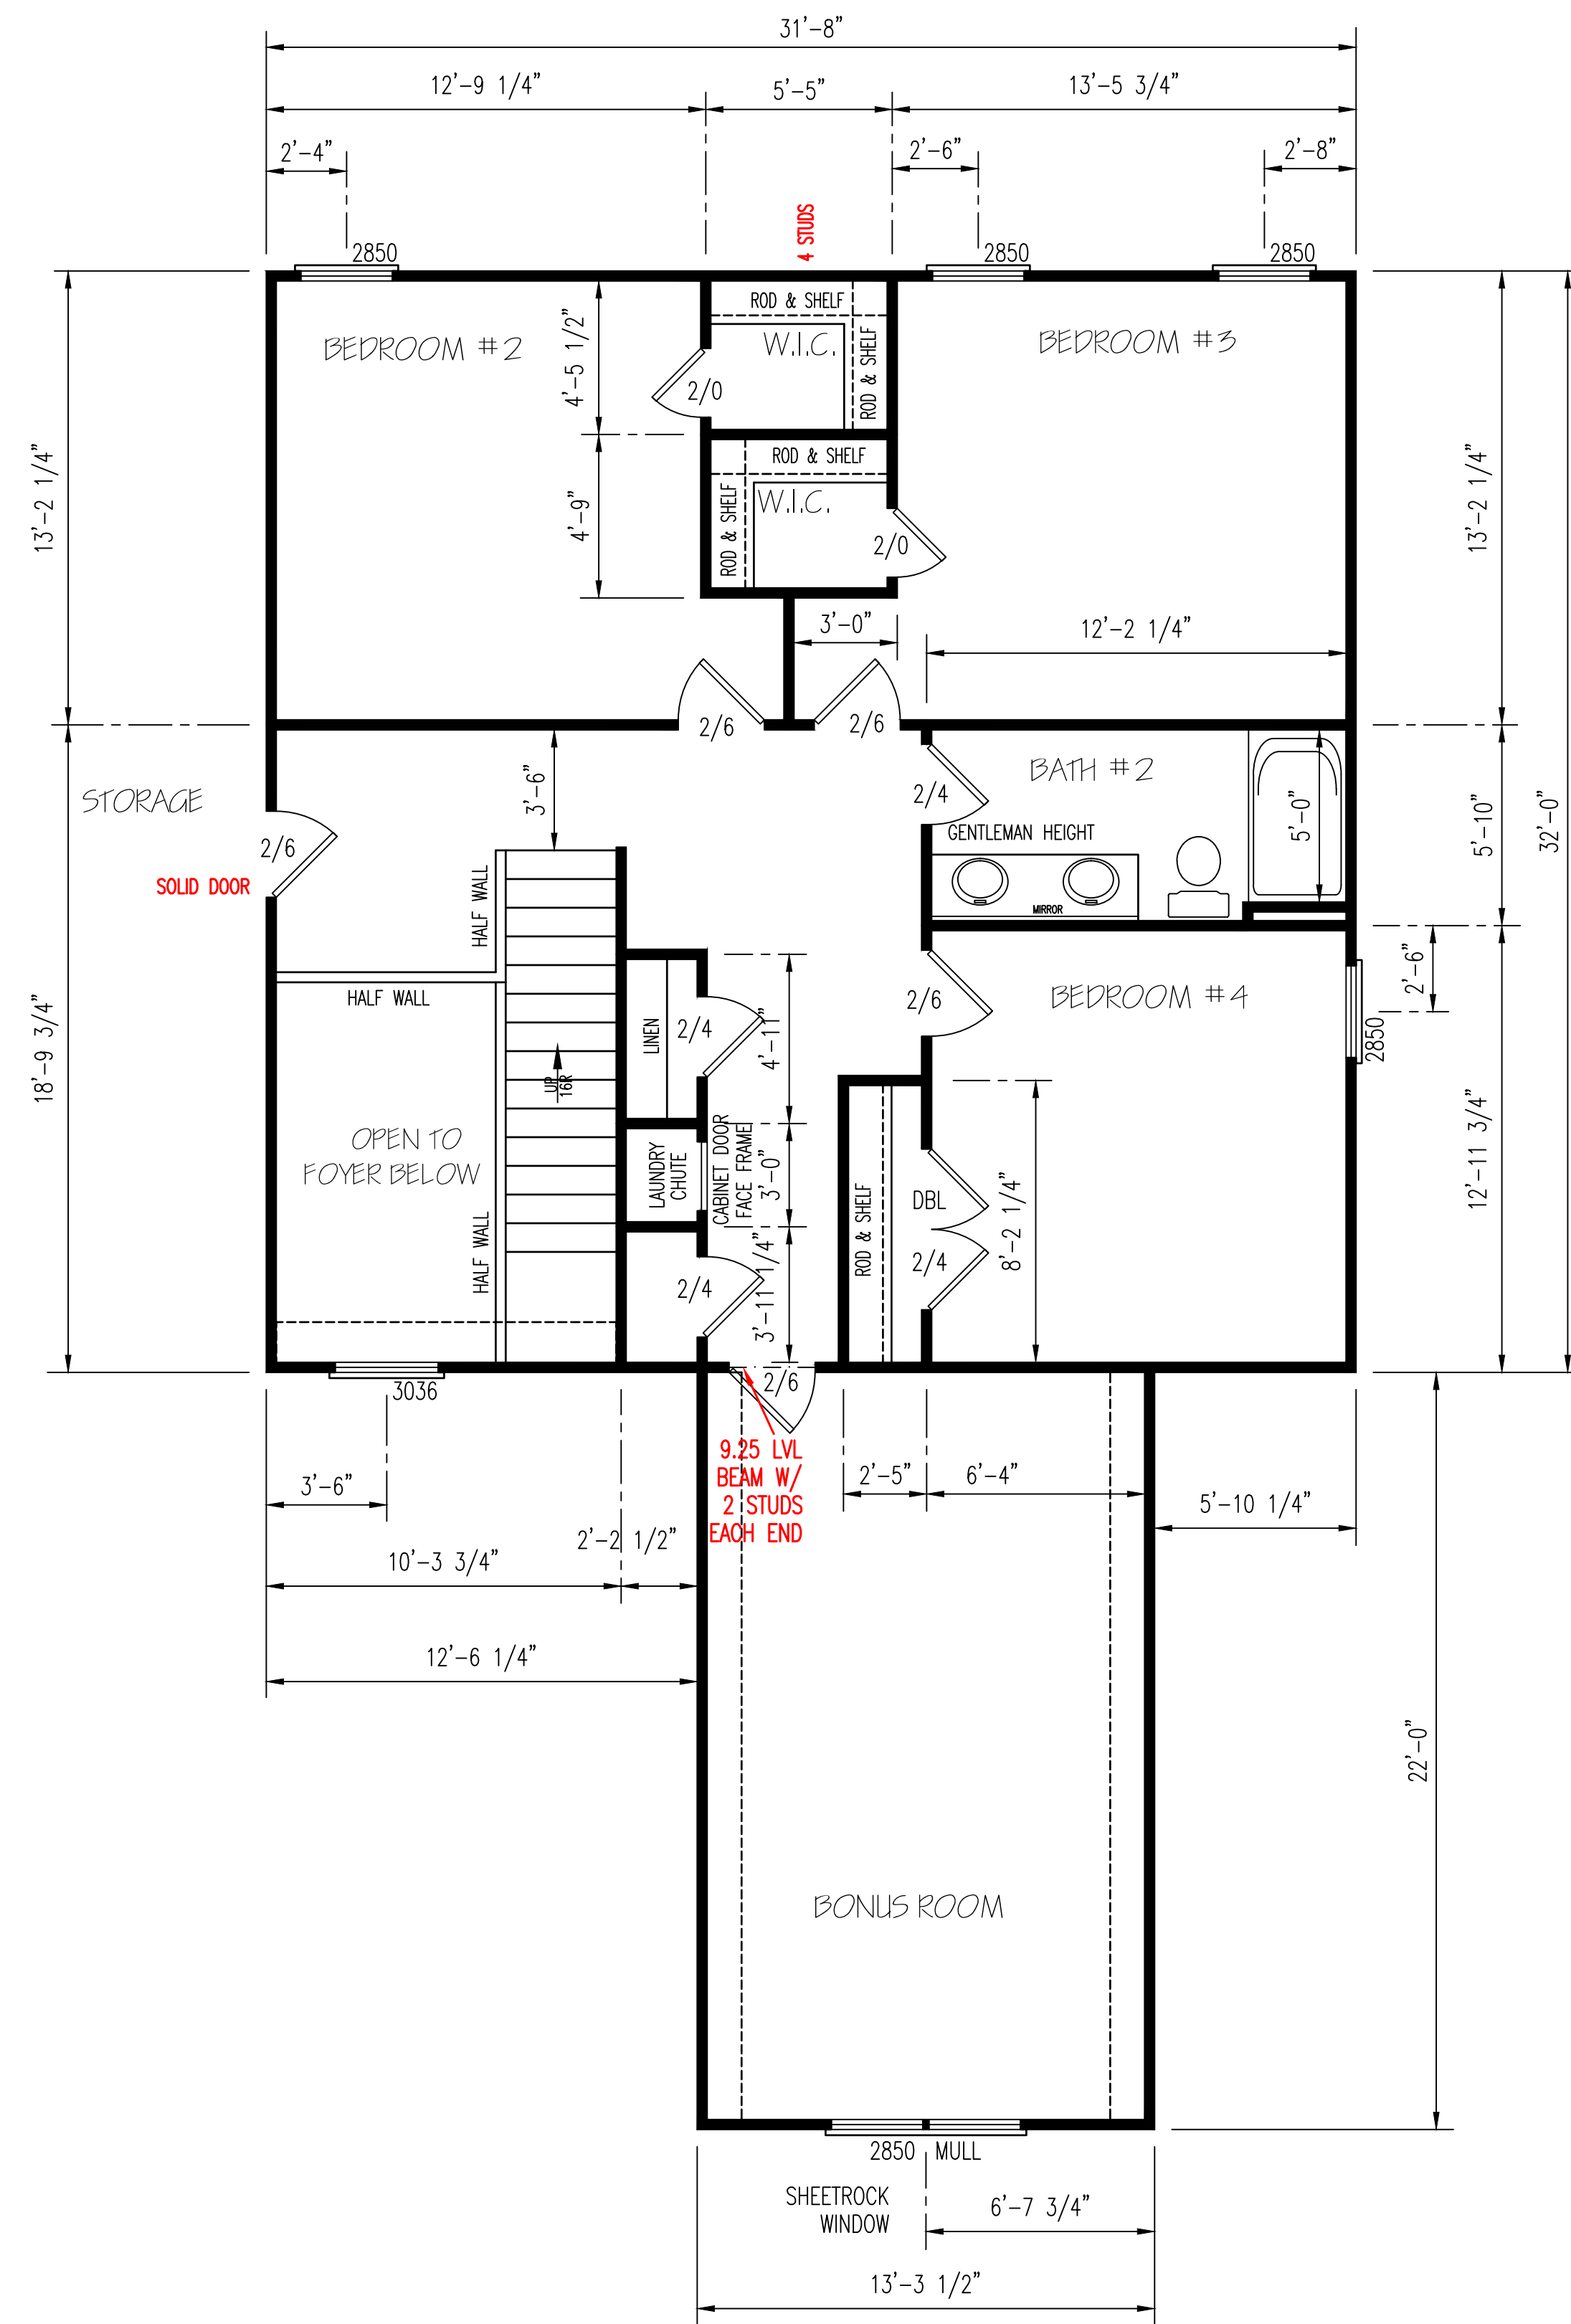 31'-8"
12'-9 1/4"
5'-5"
13'-5 3/4"
2'-4"
2'-6"
2'-8"
4 STUDS
2850
2850
2850
ROD & SHELF
BEDROOM #2
4'-5 1/2"
W.I.C.
ROD & SHELF
BEDROOM #3
2/0
13'-2 1/4"
ROD & SHELF
4'-9"
ROD & SHELF
W.I.C.
2/0
13'-2 1/4"
3'-0"
12'-2 1/4"
2/6
2/6
STORAGE
3'-6"
2/4
BATH #2
5'-0"
5'-10"
32'-0"
2/6
GENTLEMAN HEIGHT
SOLID DOOR
HALF WALL
MIRROR
HALF WALL
2/6
BEDROOM #4
2'-6"
2850
18'-9 3/4"
LINEN
2/4
4'-11"
UP
16R
OPEN TO
FOYER BELOW
LAUNDRY
CHUTE
CABINET DOOR
FACE FRAME
3'-0"
12'-11 3/4"
HALF WALL
ROD & SHELF
DBL
2/4
8'-2 1/4"
2/4
3'-11 1/4"
3036
2/6
9.25 LVL
BEAM W/
2 STUDS
EACH END
2'-5"
6'-4"
3'-6"
5'-10 1/4"
2'-2 1/2"
10'-3 3/4"
12'-6 1/4"
22'-0"
BONUS ROOM
2850 MULL
SHEETROCK
WINDOW
6'-7 3/4"
13'-3 1/2"